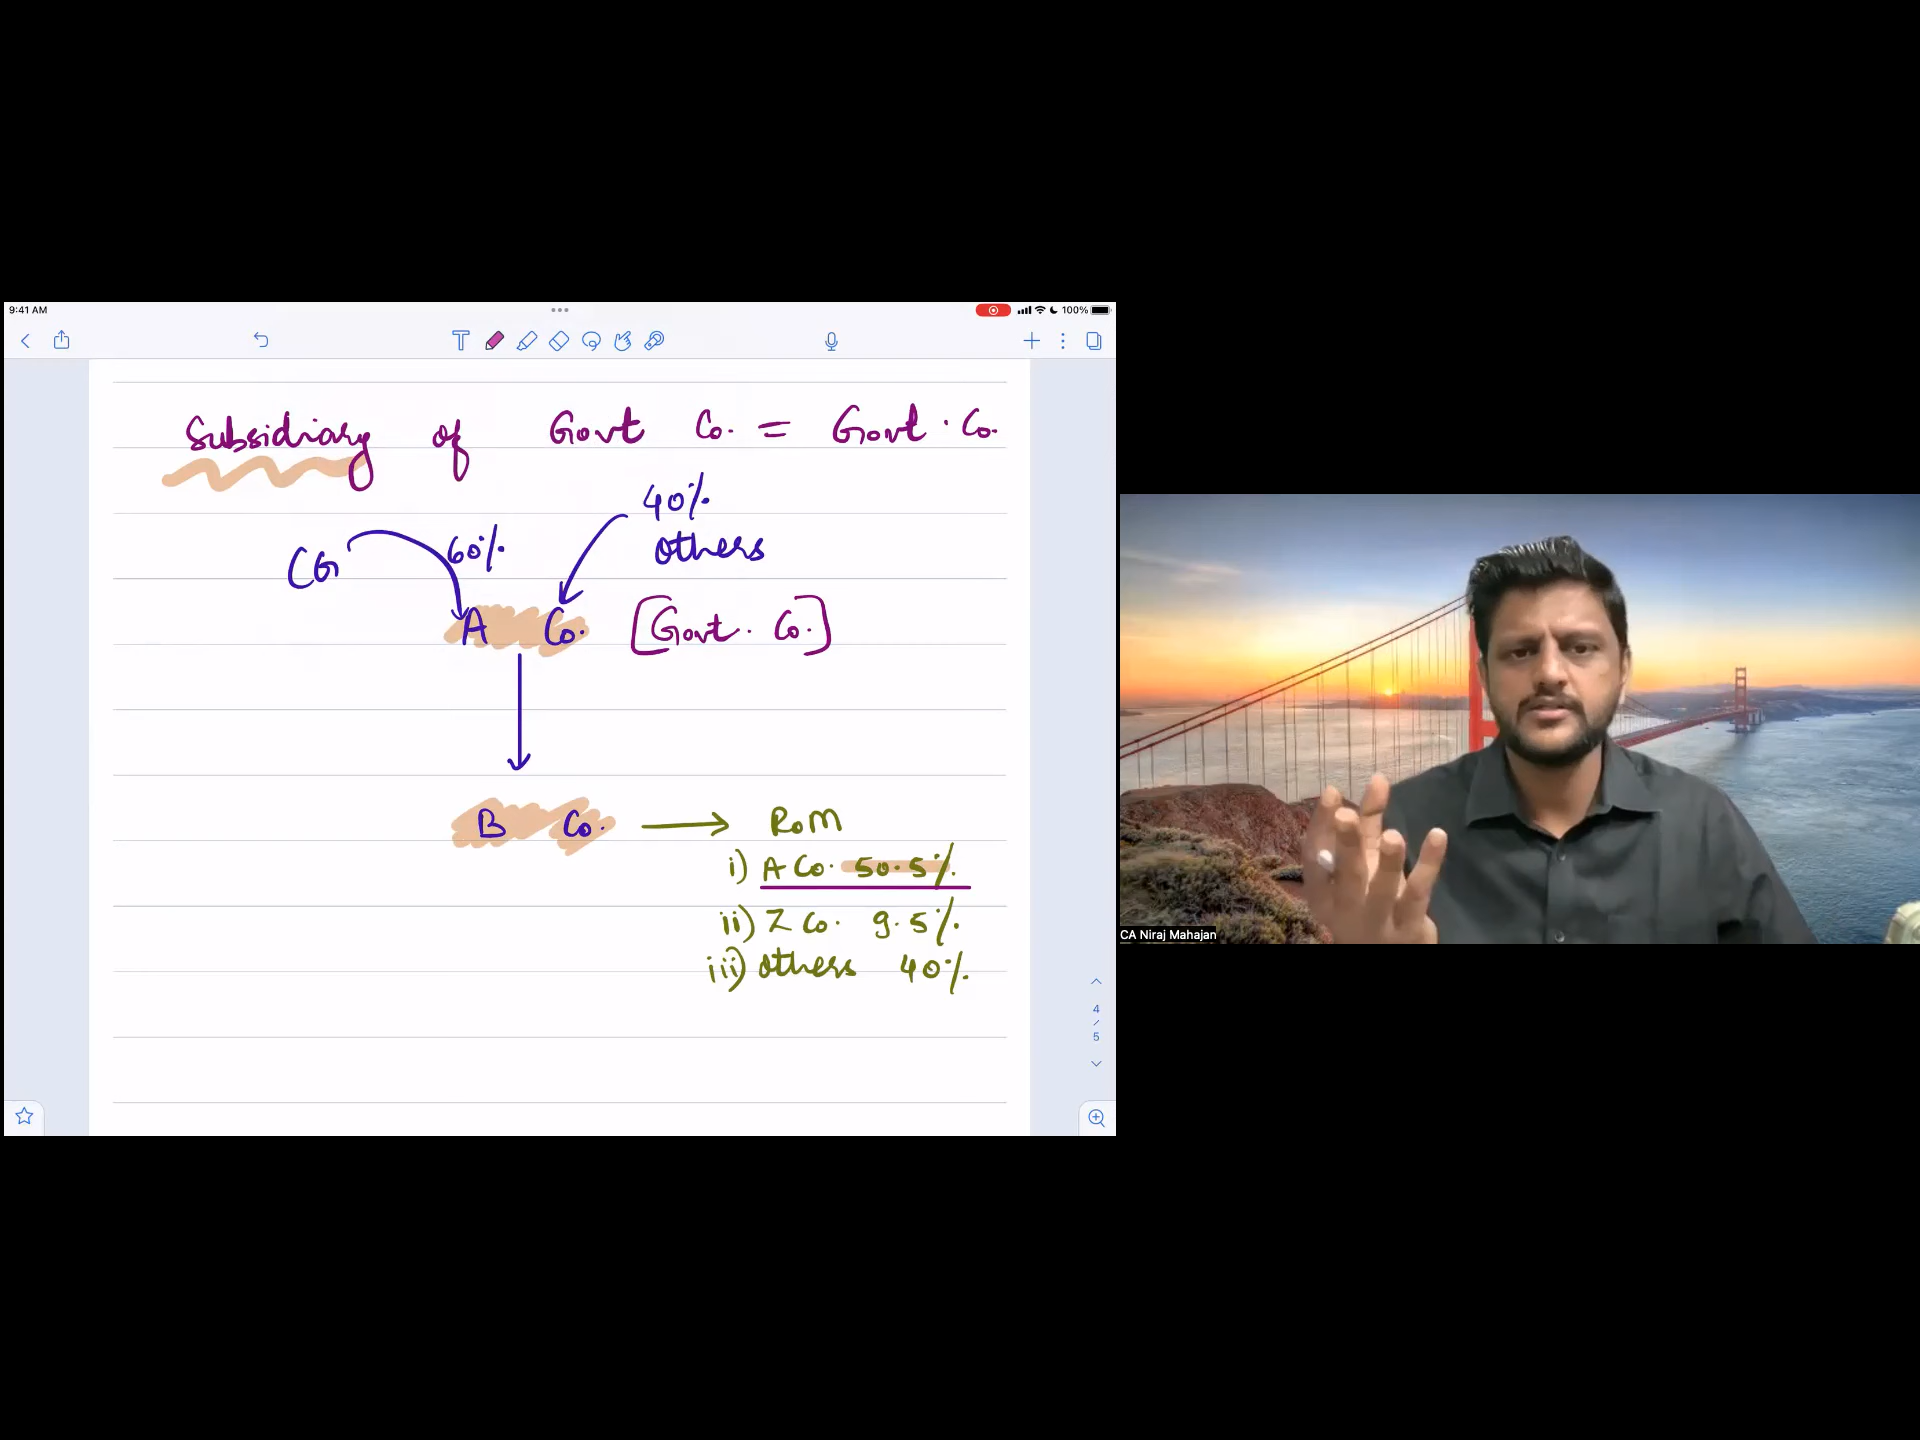 9:41 AM
100%
Subsidiary of Govt Co. = Govt. Co.
40%
CG 60% others
A Co. [Govt. Co.]
B Co. → RoM
i) A Co. 50.5%
ii) Z Co. 9.5%
iii) others 40%
CA Niraj Mahajan
4
/
5